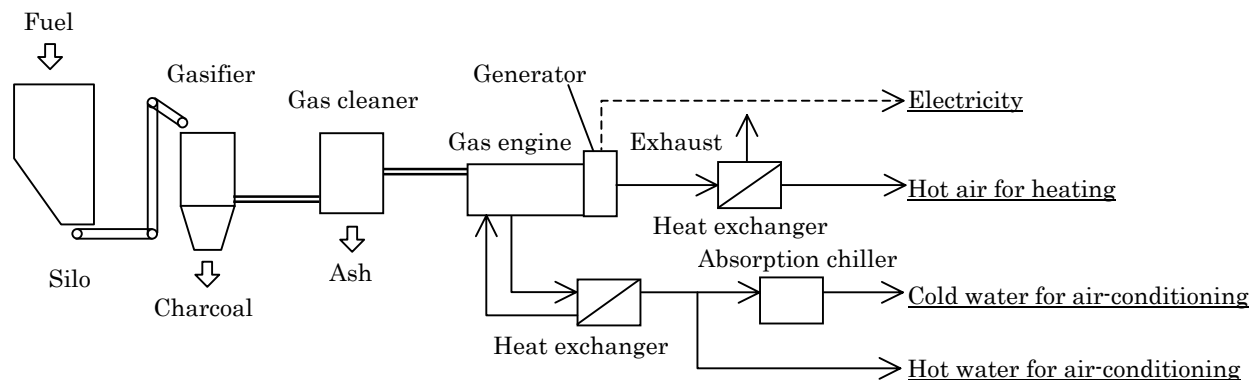 Fuel
Gasifier
Generator
Gas cleaner
Electricity
Gas engine
Exhaust
Hot air for heating
Heat exchanger
Silo
Ash
Absorption chiller
Charcoal
Cold water for air-conditioning
Heat exchanger
Hot water for air-conditioning